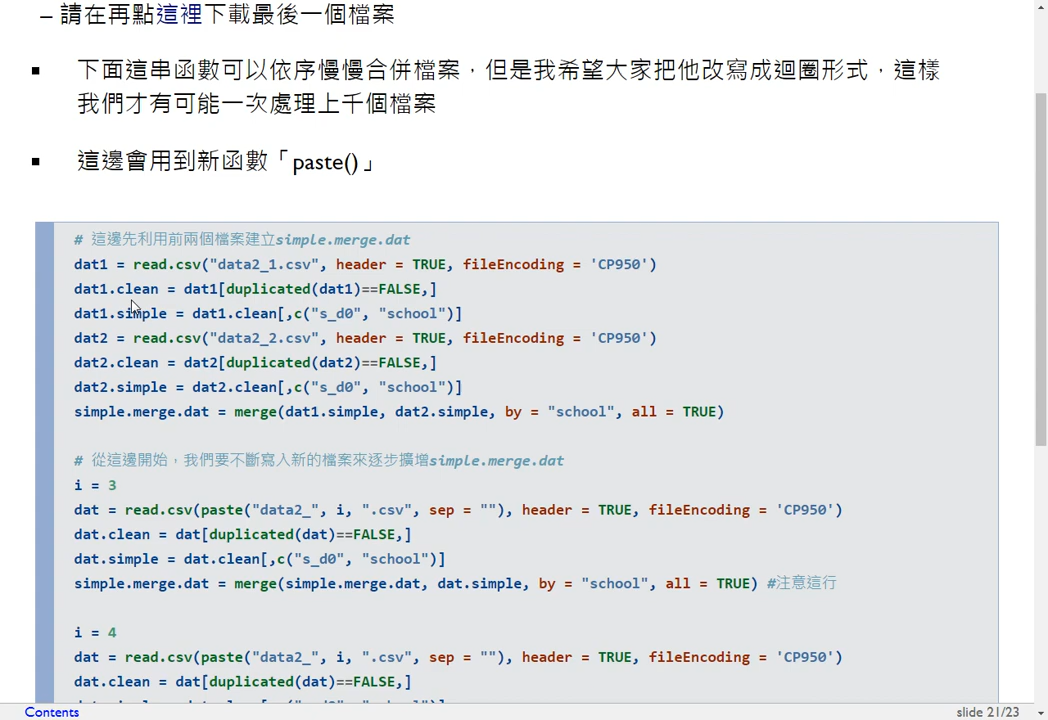 – 請在再點這裡下載最後一個檔案
▪ 下面這串函數可以依序慢慢合併檔案，但是我希望大家把他改寫成迴圈形式，這樣
我們才有可能一次處理上千個檔案
▪ 這邊會用到新函數「paste()」
# 這邊先利用前兩個檔案建立simple.merge.dat
dat1 = read.csv("data2_1.csv", header = TRUE, fileEncoding = 'CP950')
dat1.clean = dat1[duplicated(dat1)==FALSE,]
dat1.simple = dat1.clean[,c("s_d0", "school")]
dat2 = read.csv("data2_2.csv", header = TRUE, fileEncoding = 'CP950')
dat2.clean = dat2[duplicated(dat2)==FALSE,]
dat2.simple = dat2.clean[,c("s_d0", "school")]
simple.merge.dat = merge(dat1.simple, dat2.simple, by = "school", all = TRUE)
# 從這邊開始，我們要不斷寫入新的檔案來逐步擴增simple.merge.dat
i = 3
dat = read.csv(paste("data2_", i, ".csv", sep = ""), header = TRUE, fileEncoding = 'CP950')
dat.clean = dat[duplicated(dat)==FALSE,]
dat.simple = dat.clean[,c("s_d0", "school")]
simple.merge.dat = merge(simple.merge.dat, dat.simple, by = "school", all = TRUE) #注意這行
i = 4
dat = read.csv(paste("data2_", i, ".csv", sep = ""), header = TRUE, fileEncoding = 'CP950')
dat.clean = dat[duplicated(dat)==FALSE,]
Contents
slide 21/23